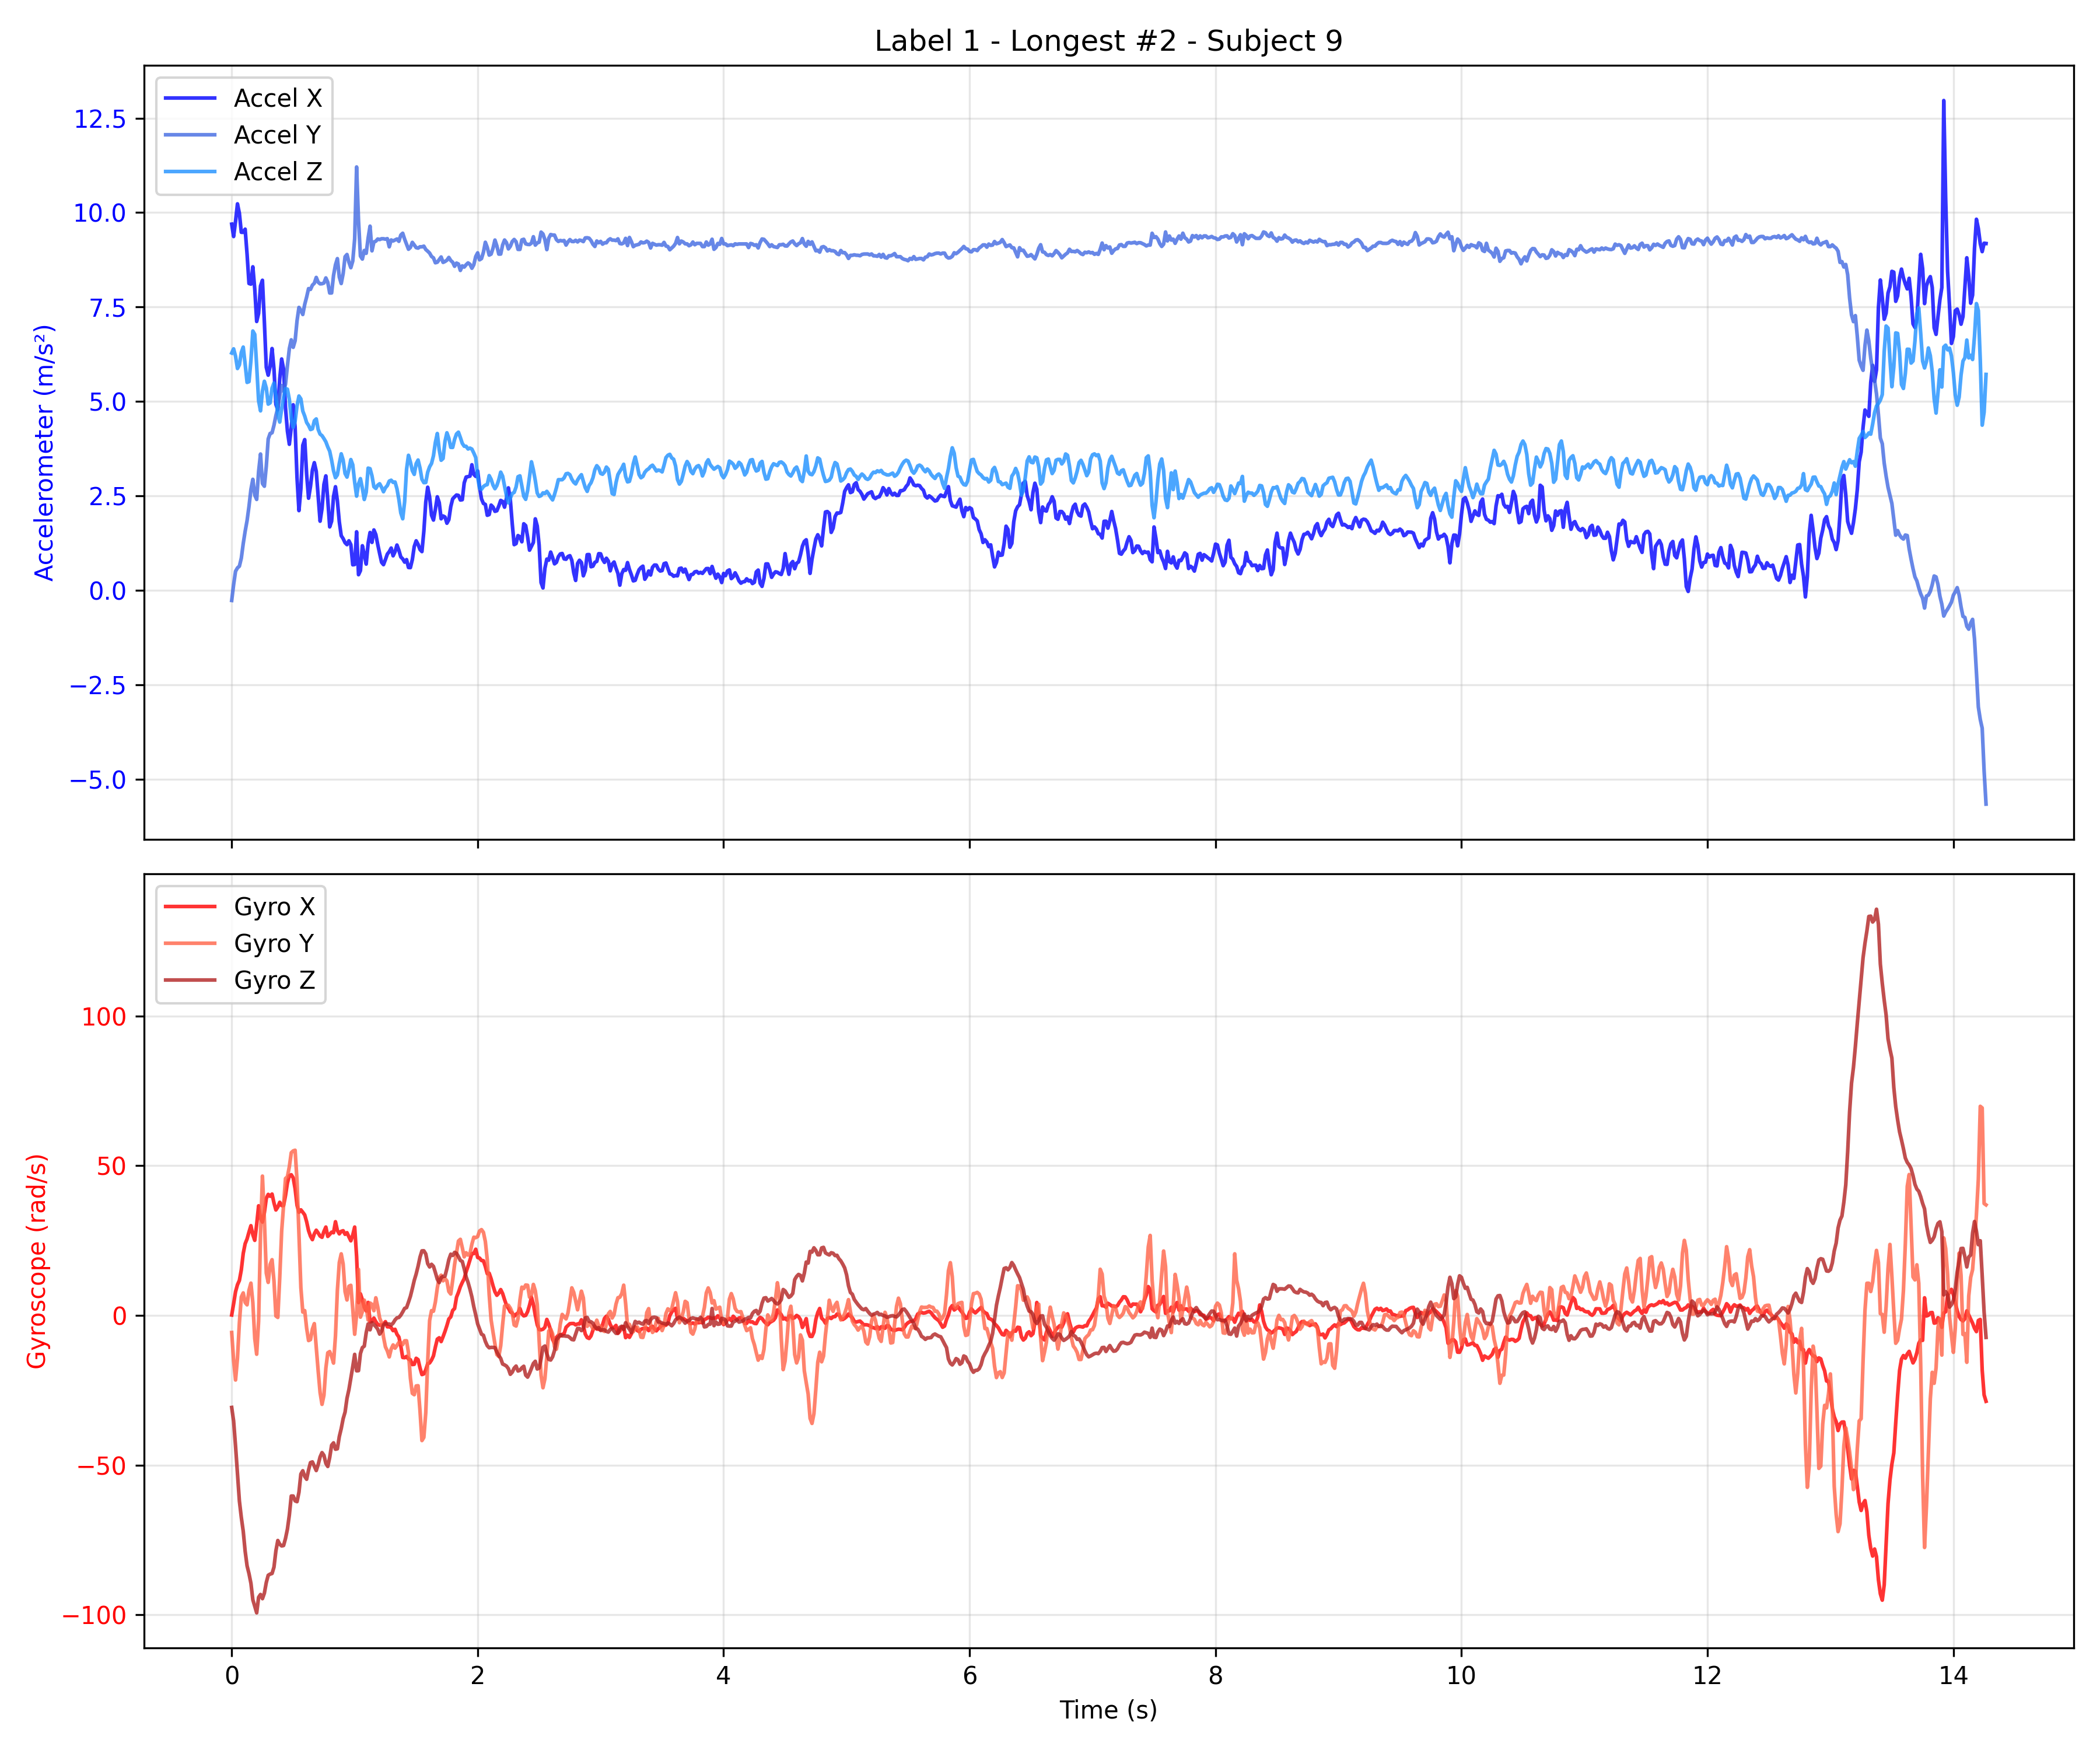 Label 1 - Longest #2 - Subject 9
Accel X
Accel Y
Accel Z
12.5
10.0
7.5
5.0
2.5
0.0
−2.5
−5.0
Accelerometer (m/s²)
Gyro X
Gyro Y
Gyro Z
100
50
0
−50
−100
Gyroscope (rad/s)
0 2 4 6 8 10 12 14
Time (s)